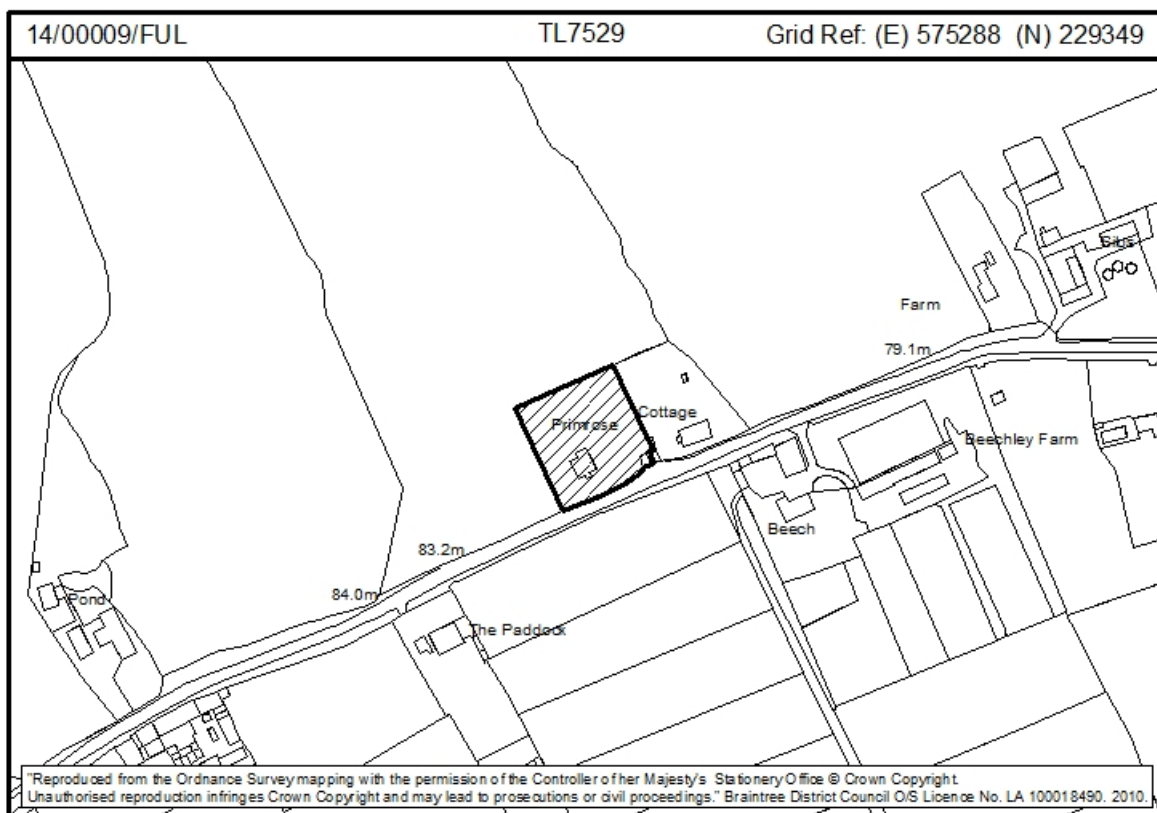 14/00009/FUL TL7529 Grid Ref: (E) 575288 (N) 229349
Silos
Farm
79.1m
Cottage
Primrose
Beechley Farm
Beech
83.2m
84.0m
Pond
The Paddock
"Reproduced from the Ordnance Survey mapping with the permission of the Controller of her Majesty's Stationery Office © Crown Copyright.
Unauthorised reproduction infringes Crown Copyright and may lead to prosecutions or civil proceedings." Braintree District Council O/S Licence No. LA 100018490. 2010.